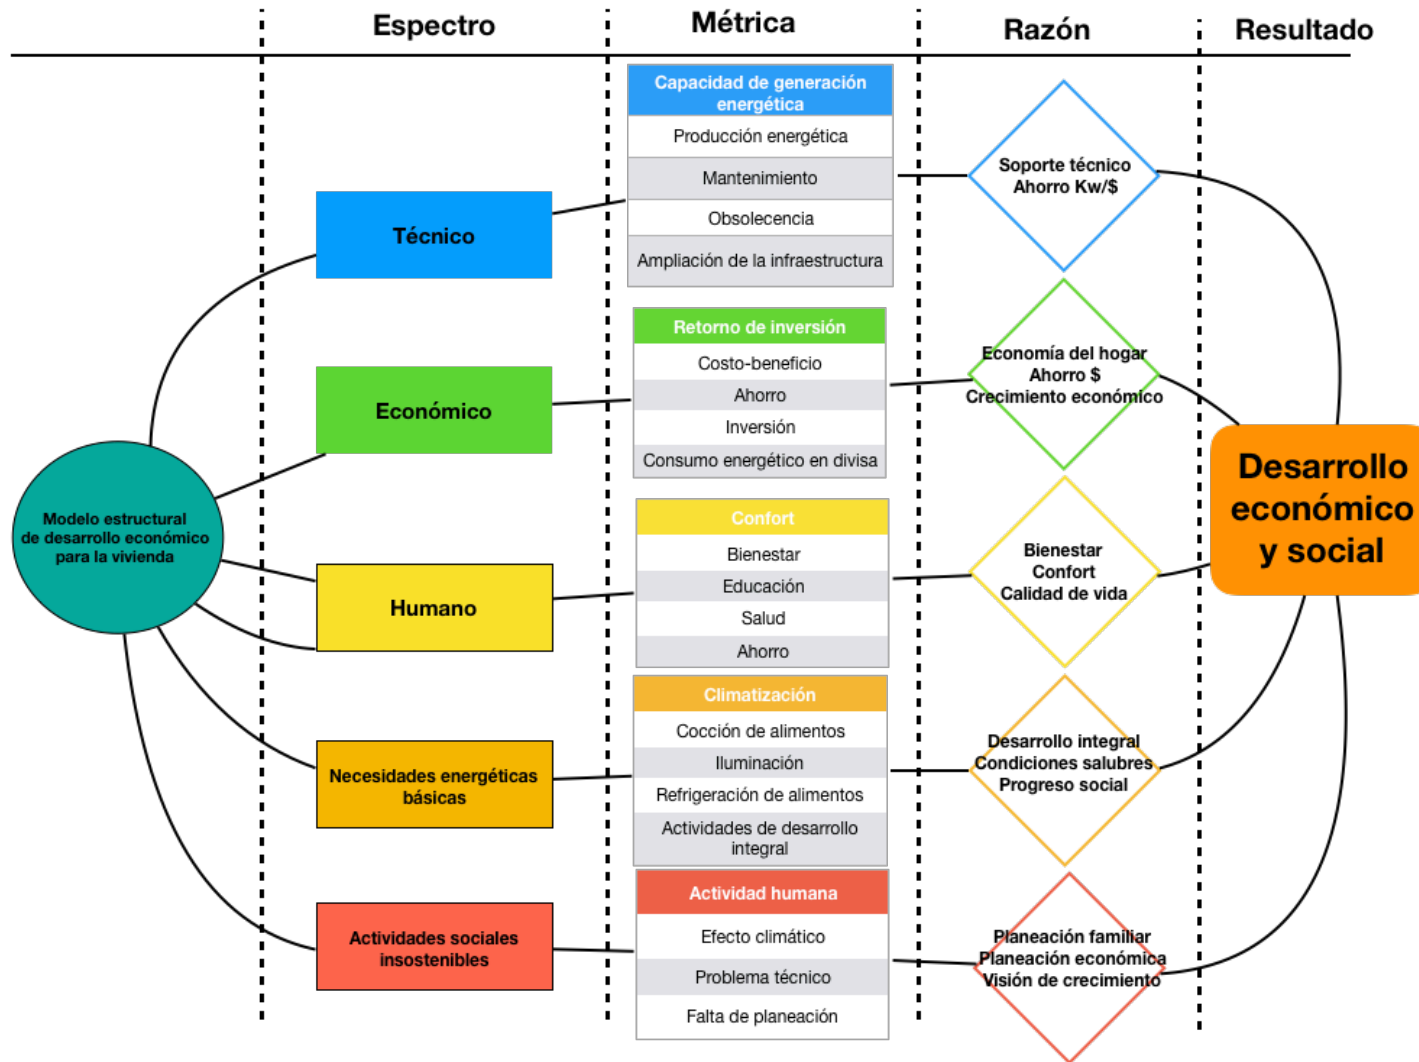 Espectro
Métrica
Razón
Resultado
Capacidad de generación
energética
Producción energética
Mantenimiento
Obsolecencia
Ampliación de la infraestructura
Técnico
Soporte técnico
Ahorro Kw/$
Retorno de inversión
Costo-beneficio
Ahorro
Inversión
Consumo energético en divisa
Económico
Economía del hogar
Ahorro $
Crecimiento económico
Modelo estructural
de desarrollo económico
para la vivienda
Desarrollo
económico
y social
Confort
Bienestar
Educación
Salud
Ahorro
Humano
Bienestar
Confort
Calidad de vida
Climatización
Cocción de alimentos
Iluminación
Refrigeración de alimentos
Actividades de desarrollo
integral
Necesidades energéticas
básicas
Desarrollo integral
Condiciones salubres
Progreso social
Actividad humana
Efecto climático
Problema técnico
Falta de planeación
Actividades sociales
insostenibles
Planeación familiar
Planeación económica
Visión de crecimiento